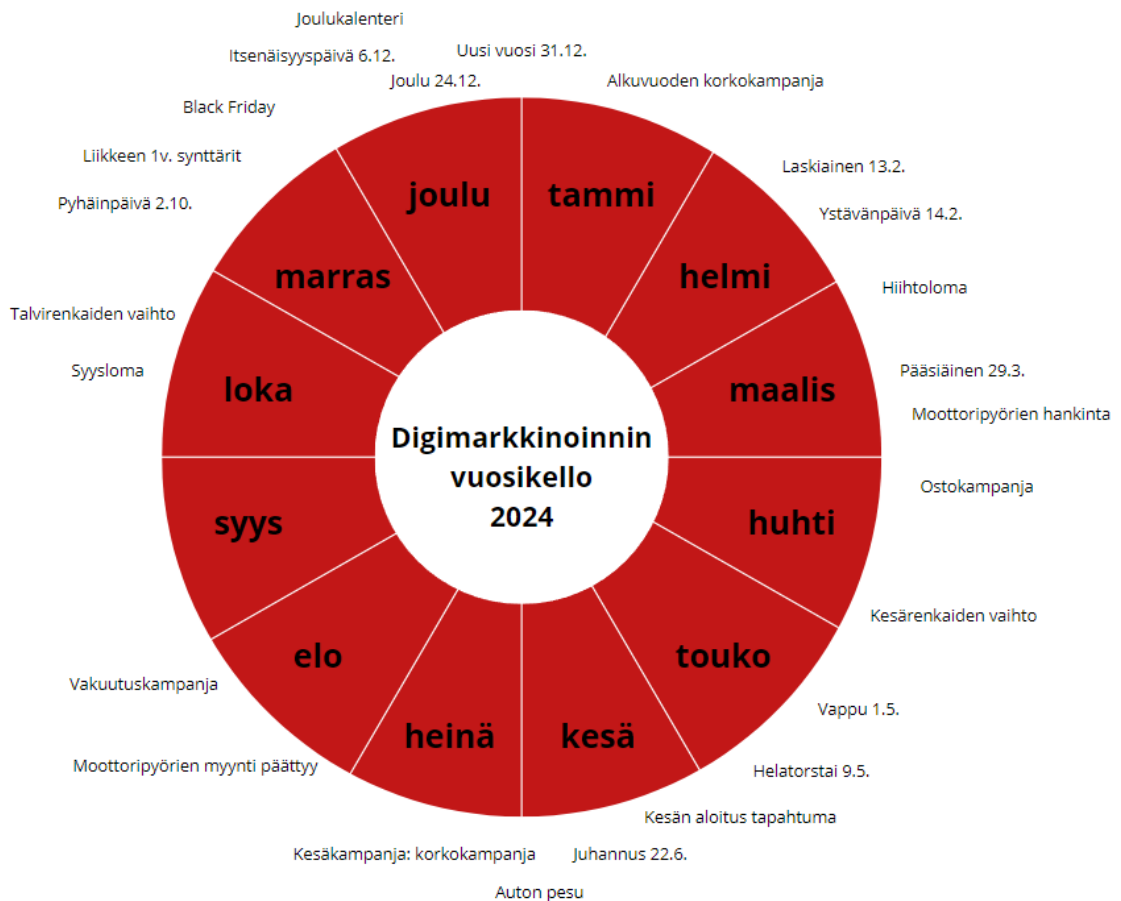 Joulukalenteri
Itsenäisyyspäivä 6.12.
Uusi vuosi 31.12.
Joulu 24.12.
Alkuvuoden korkokampanja
Black Friday
Liikkeen 1v. synttärit
Laskiainen 13.2.
Pyhäinpäivä 2.10.
Ystävänpäivä 14.2.
joulu
tammi
marras
helmi
Hiihtoloma
Talvirenkaiden vaihto
Syysloma
Pääsiäinen 29.3.
loka
maalis
Moottoripyörien hankinta
Digimarkkinoinnin
vuosikello
2024
Ostokampanja
syys
huhti
Kesärenkaiden vaihto
elo
touko
Vakuutuskampanja
Vappu 1.5.
heinä
kesä
Moottoripyörien myynti päättyy
Helatorstai 9.5.
Kesän aloitus tapahtuma
Kesäkampanja: korkokampanja
Juhannus 22.6.
Auton pesu